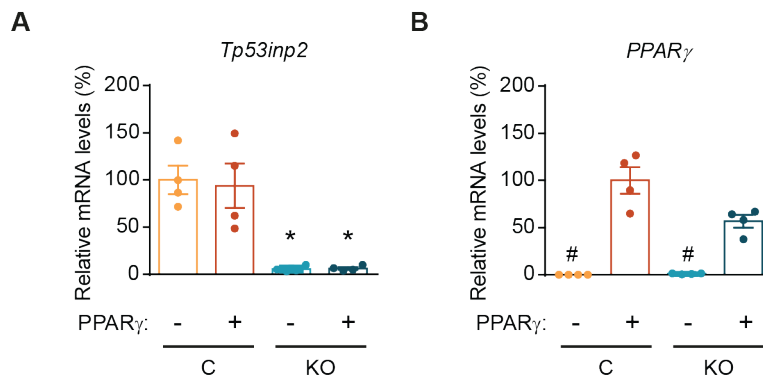 A
Tp53inp2
Relative mRNA levels (%)
200
150
100
50
0
* *
PPARγ: - + - +
C KO
B
PPARγ
Relative mRNA levels (%)
200
150
100
50
0
# #
PPARγ: - + - +
C KO